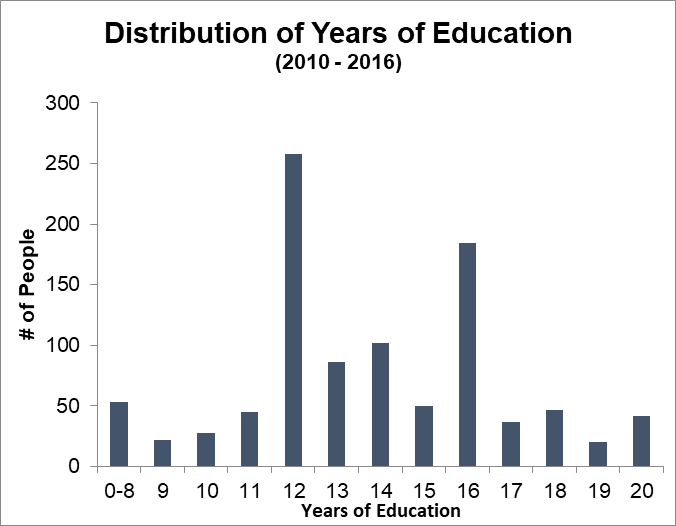 Distribution of Years of Education
(2010 - 2016)
300
250
200
150
100
50
0
# of People
0-8 9 10 11 12 13 14 15 16 17 18 19 20
Years of Education